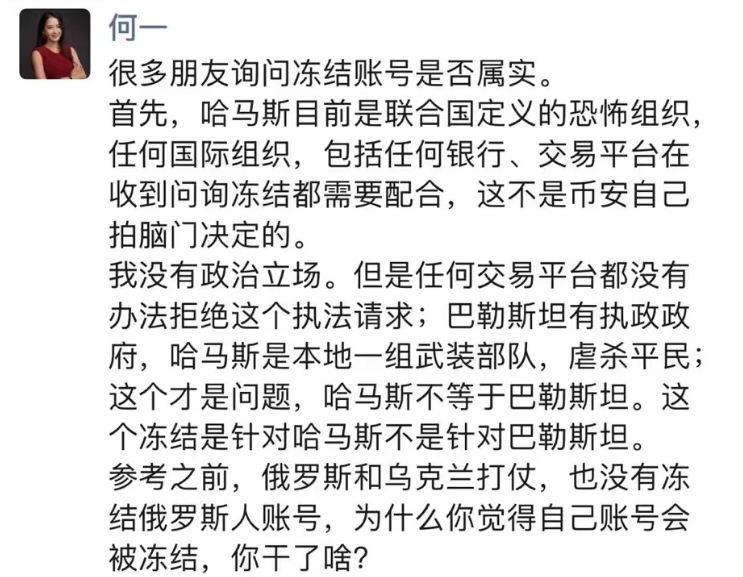 何一
很多朋友询问冻结账号是否属实。
首先，哈马斯目前是联合国定义的恐怖组织，
任何国际组织，包括任何银行、交易平台在
收到问询冻结都需要配合，这不是币安自己
拍脑门决定的。
我没有政治立场。但是任何交易平台都没有
办法拒绝这个执法请求；巴勒斯坦有执政政
府，哈马斯是本地一组武装部队，虐杀平民；
这个才是问题，哈马斯不等于巴勒斯坦。这
个冻结是针对哈马斯不是针对巴勒斯坦。
参考之前，俄罗斯和乌克兰打仗，也没有冻
结俄罗斯人账号，为什么你觉得自己账号会
被冻结，你干了啥？